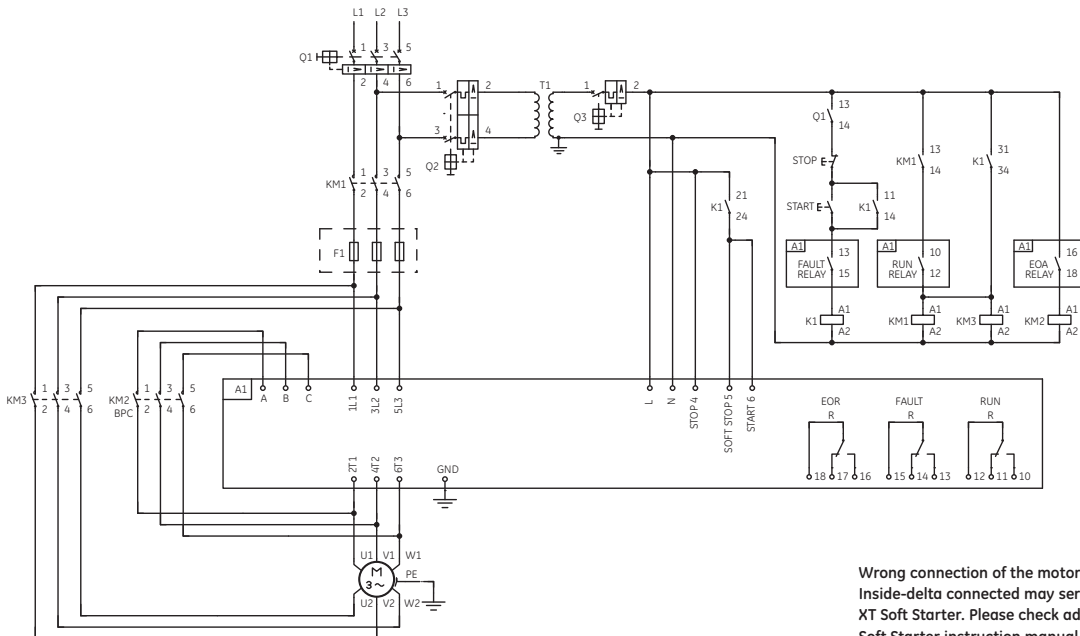 L1 L2 L3
Q1 1 3 5
2 4 6
1 2 T1 1 2
Q3
3 4
Q2
13
Q1
14
STOP
START
11
K1
14
13
KM1
14
31
K1
34
KM1 1 3 5
2 4 6
21
K1
24
F1
A1 13
FAULT
RELAY 15
A1 10
RUN
RELAY 12
A1 16
EOA
RELAY 18
K1 A1
A2
KM1 A1
A2
KM3 A1
A2
KM2 A1
A2
KM3 1 3 5
2 4 6
KM2 1 3 5
BPC 2 4 6
A1 A B C 1L1 3L2 5L3
L N STOP 4 SOFT STOP 5 START 6
EOR FAULT RUN
R R R
18 17 16 15 14 13 12 11 10
2T1 4T2 6T3 GND
U1 V1 W1
M
3~
PE
U2 V2 W2
Wrong connection of the motor
Inside-delta connected may ser
XT Soft Starter. Please check ad
Soft Starter instruction manual